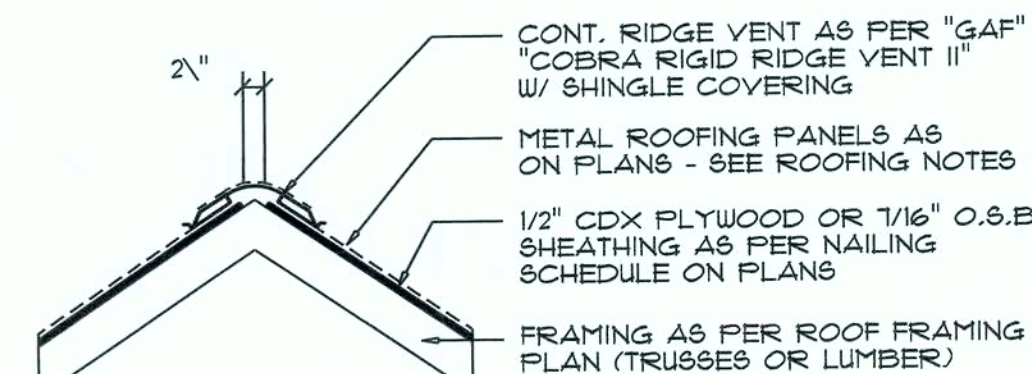 CONT. RIDGE VENT AS PER "GAF"
"COBRA RIGID RIDGE VENT II"
W/ SHINGLE COVERING
2\"
METAL ROOFING PANELS AS
ON PLANS - SEE ROOFING NOTES
1/2" CDX PLYWOOD OR 7/16" O.S.B
SHEATHING AS PER NAILING
SCHEDULE ON PLANS
FRAMING AS PER ROOF FRAMING
PLAN (TRUSSES OR LUMBER)